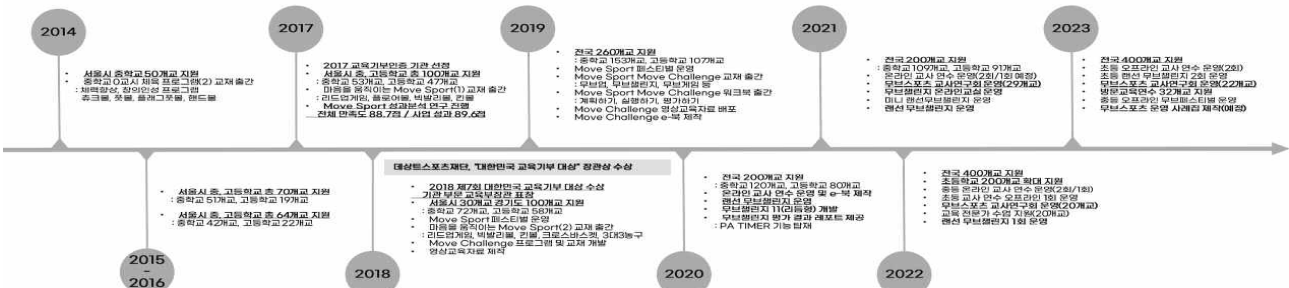 2014
서울시 중학교 50개교 지원
중학교 0교시 체육 프로그램(2) 교재 출간
: 체력향상, 창의인성 프로그램
츄크볼, 풋볼, 플래그풋볼, 핸드볼
2015
–
2016
서울시 중, 고등학교 총 70개교 지원
: 중학교 51개교, 고등학교 19개교
서울시 중, 고등학교 총 64개교 지원
: 중학교 42개교, 고등학교 22개교
2017
2017 교육기부인증 기관 선정
서울시 중, 고등학교 총 100개교 지원
: 중학교 53개교, 고등학교 47개교
마음을 움직이는 Move Sport(1) 교재 출간
: 리드업게임, 플로어볼, 빅발리볼, 킨볼
Move Sport 성과분석 연구 진행
전체 만족도 88.7점 / 사업 성과 89.6점
데상트스포츠재단, "대한민국 교육기부 대상" 장관상 수상
2018 제7회 대한민국 교육기부 대상 수상
기관 부문 교육부장관 표창
서울시 30개교 경기도 100개교 지원
: 중학교 72개교, 고등학교 58개교
Move Sport 페스티벌 운영
마음을 움직이는 Move Sport(2) 교재 출간
: 리드업게임, 빅발리볼, 킨볼, 크로스바스켓, 3대3농구
Move Challenge 프로그램 및 교재 개발
영상교육자료 제작
2018
2019
전국 260개교 지원
: 중학교 153개교, 고등학교 107개교
Move Sport 페스티벌 운영
Move Sport Move Challenge 교재 출간
: 무브업, 무브챌린지, 무브게임 등
Move Sport Move Challenge 워크북 출간
: 계획하기, 실행하기, 평가하기
Move Challenge 영상교육자료 배포
Move Challenge e-북 제작
2020
전국 200개교 지원
: 중학교 120개교, 고등학교 80개교
온라인 교사 연수 운영 및 e-북 제작
랜선 무브챌린지 운영
무브챌린지 11(리듬형) 개발
무브챌린지 평가 결과 레포트 제공
: PA TIMER 기능 탑재
2021
전국 200개교 지원
: 중학교 109개교, 고등학교 91개교
온라인 교사 연수 운영(2회/1회 예정)
무브스포츠 교사연구회 운영(29개교)
무브챌린지 온라인교실 운영
미니 랜선무브챌린지 운영
랜선 무브챌린지 운영
2022
전국 400개교 지원
초등학교 200개교 확대 지원
중등 온라인 교사 연수 운영(2회/1회)
초등 교사 연수 오프라인 1회 운영
무브스포츠 교사연구회 운영(20개교)
교육 전문가 수업 지원(20개교)
랜선 무브챌린지 1회 운영
2023
전국 400개교 지원
초등 오프라인 교사 연수 운영(2회)
초등 랜선 무브챌린지 2회 운영
무브스포츠 교사연구회 운영(22개교)
방문교육연수 32개교 지원
중등 오프라인 무브페스티벌 운영
무브스포츠 운영 사례집 제작(예정)